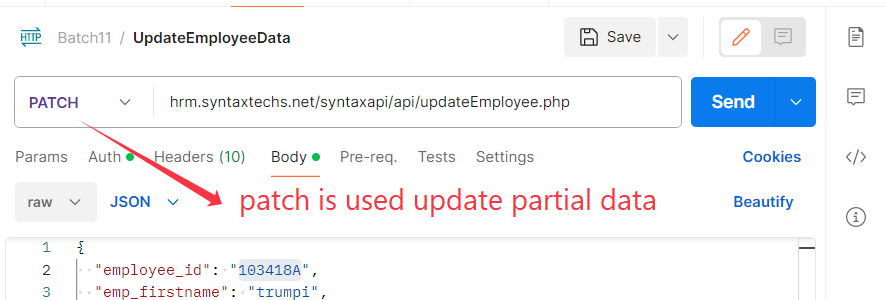 HTTP Batch11 / UpdateEmployeeData Save
PATCH hrm.syntaxtechs.net/syntaxapi/api/updateEmployee.php Send
Params Auth Headers (10) Body Pre-req. Tests Settings Cookies
raw JSON patch is used update partial data Beautify
1 {
2 "employee_id": "103418A",
3 "emp_firstname": "trumpi",